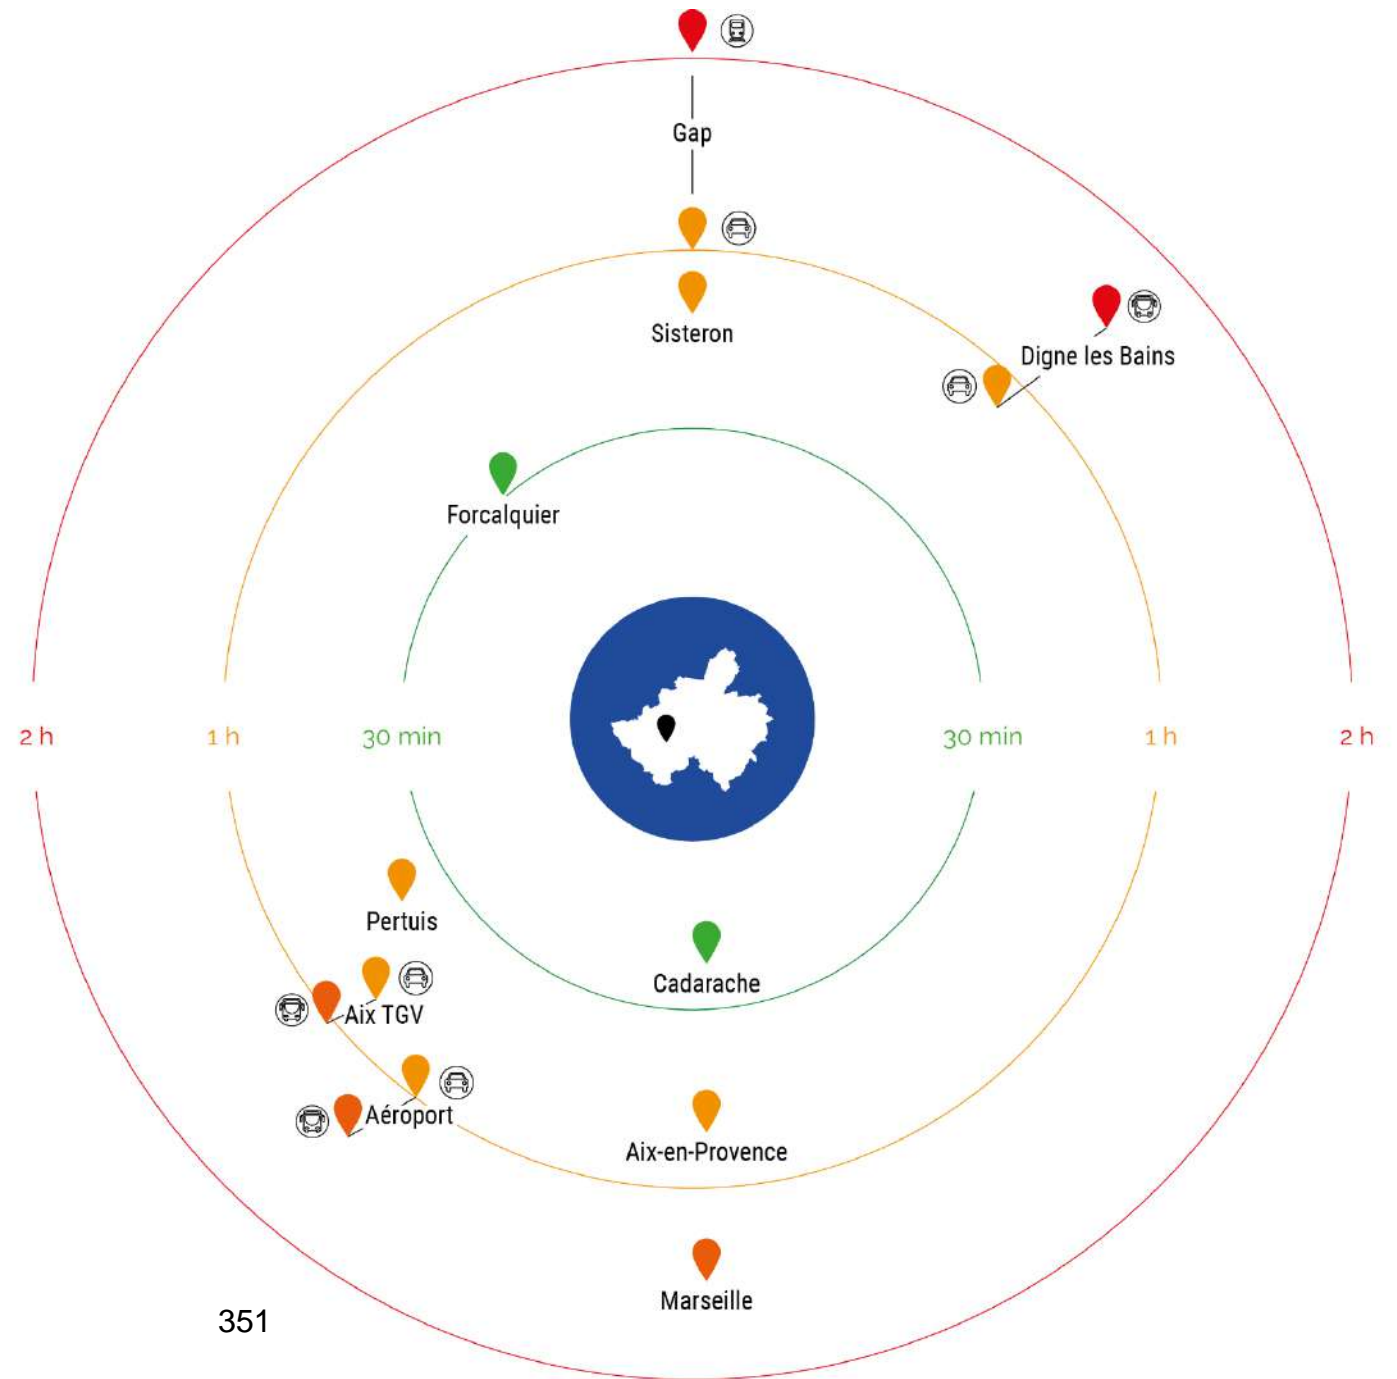 Gap
Sisteron
Digne les Bains
Forcalquier
2 h
1 h
30 min
30 min
1 h
2 h
Pertuis
Cadarache
Aix TGV
Aéroport
Aix-en-Provence
Marseille
351